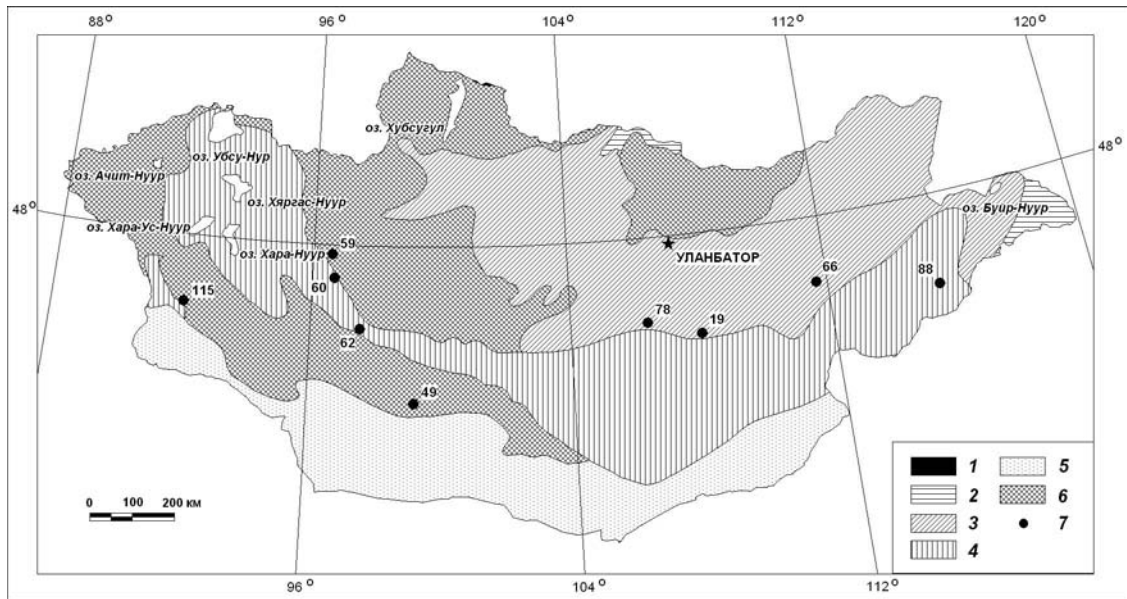 88°
96°
104°
112°
120°
оз. Хубсугул
оз. Убсу-Нур
48°
оз. Ачит-Нуур
оз. Хяргас-Нуур
48°
оз. Буйр-Нуур
оз. Хара-Ус-Нуур
оз. Хара-Нуур
59
УЛАНБАТОР
60
66
88
115
78
19
62
49
0 100 200 км
1
5
2
6
3
7
4
96°
104°
112°